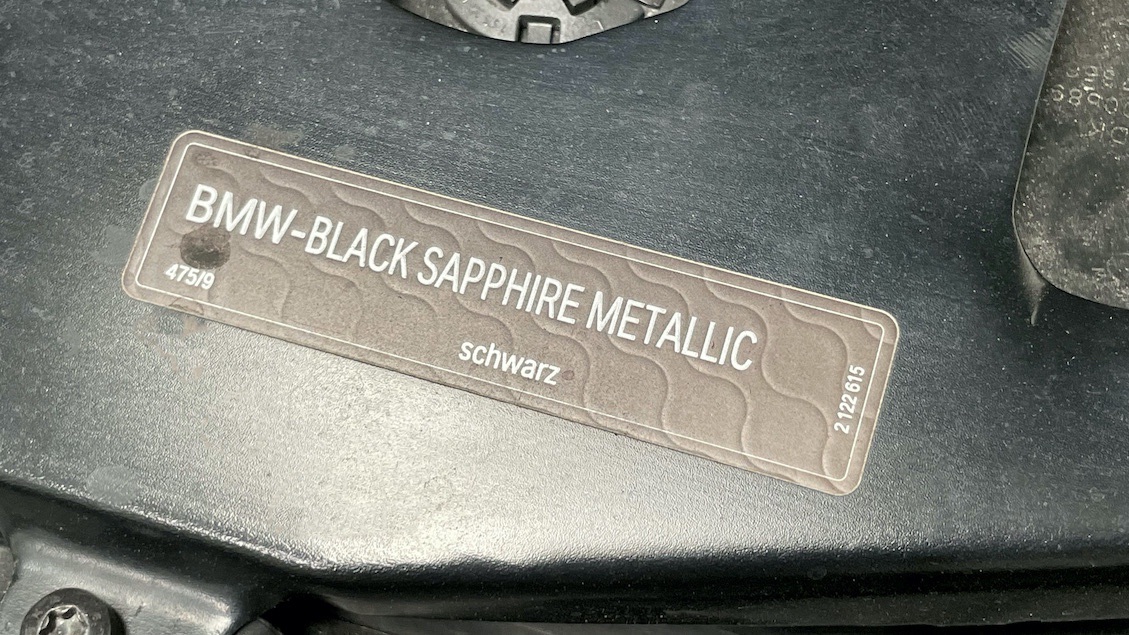 BMW-BLACK SAPPHIRE METALLIC
475/9
schwarz
2 122 615